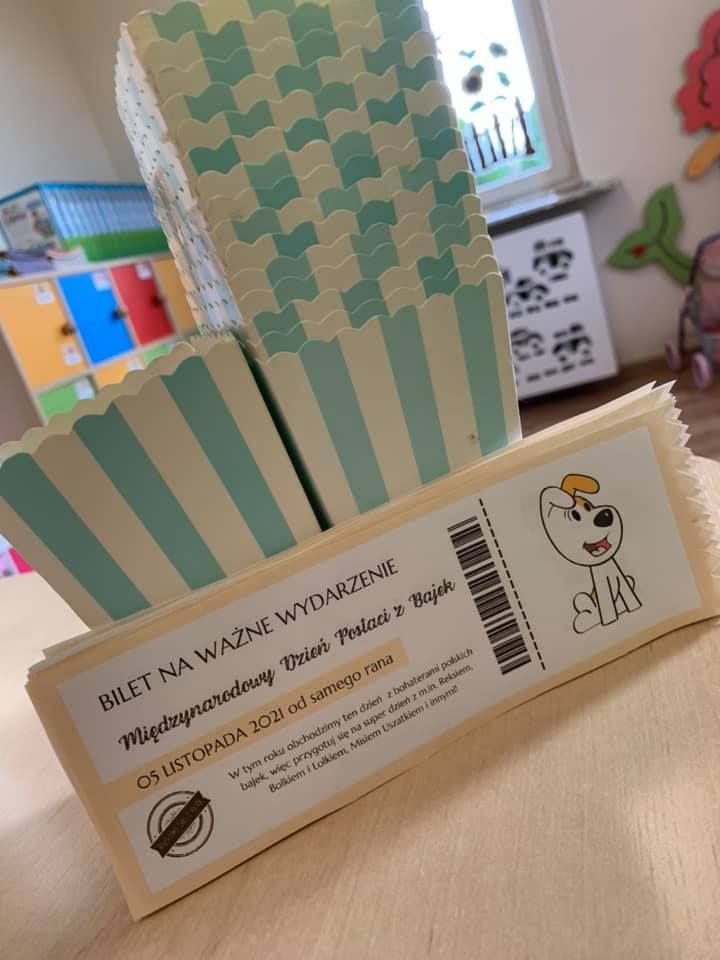 BILET NA WAŻNE WYDARZENIE
Międzynarodowy Dzień Postaci z Bajek
05 LISTOPADA 2021 od samego rana
W tym roku obchodzimy ten dzień z bohaterami polskich
bajek, więc przygotuj się na super dzień z m.in. Reksiem,
Bolkiem i Lolkiem, Misiem Uszatkiem i innymi!